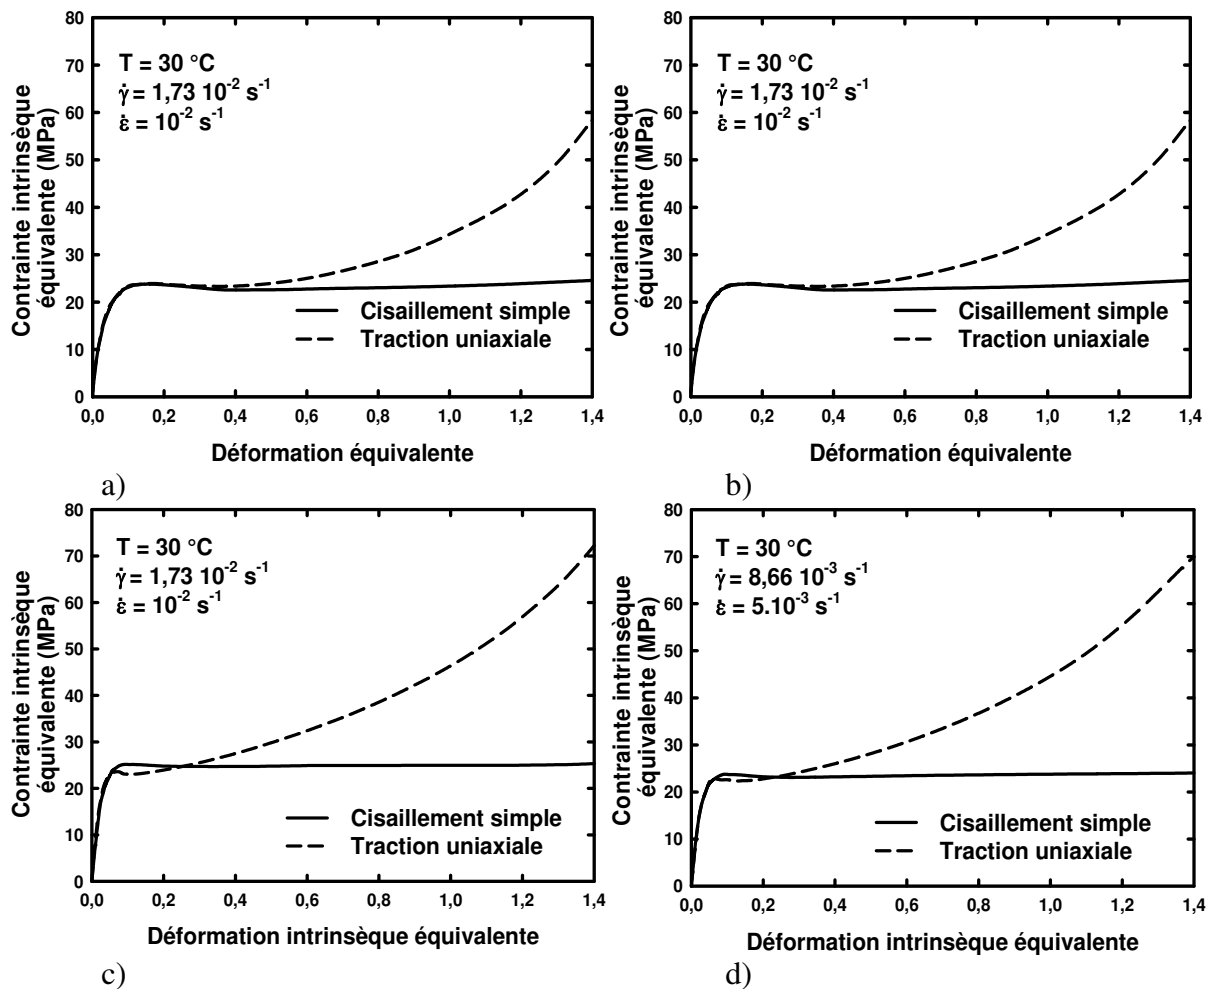 80
70
60
50
40
30
20
10
0
Contrainte intrinsèque
équivalente (MPa)
T = 30 °C
γ̇ = 1,73 10⁻² s⁻¹
ε̇ = 10⁻² s⁻¹
Cisaillement simple
Traction uniaxiale
0,0 0,2 0,4 0,6 0,8 1,0 1,2 1,4
Déformation équivalente
a)
80
70
60
50
40
30
20
10
0
Contrainte intrinsèque
équivalente (MPa)
T = 30 °C
γ̇ = 1,73 10⁻² s⁻¹
ε̇ = 10⁻² s⁻¹
Cisaillement simple
Traction uniaxiale
0,0 0,2 0,4 0,6 0,8 1,0 1,2 1,4
Déformation équivalente
b)
80
70
60
50
40
30
20
10
0
Contrainte intrinsèque
équivalente (MPa)
T = 30 °C
γ̇ = 1,73 10⁻² s⁻¹
ε̇ = 10⁻² s⁻¹
Cisaillement simple
Traction uniaxiale
0,0 0,2 0,4 0,6 0,8 1,0 1,2 1,4
Déformation intrinsèque équivalente
c)
80
70
60
50
40
30
20
10
0
Contrainte intrinsèque
équivalente (MPa)
T = 30 °C
γ̇ = 8,66 10⁻³ s⁻¹
ε̇ = 5.10⁻³ s⁻¹
Cisaillement simple
Traction uniaxiale
0,0 0,2 0,4 0,6 0,8 1,0 1,2 1,4
Déformation intrinsèque équivalente
d)